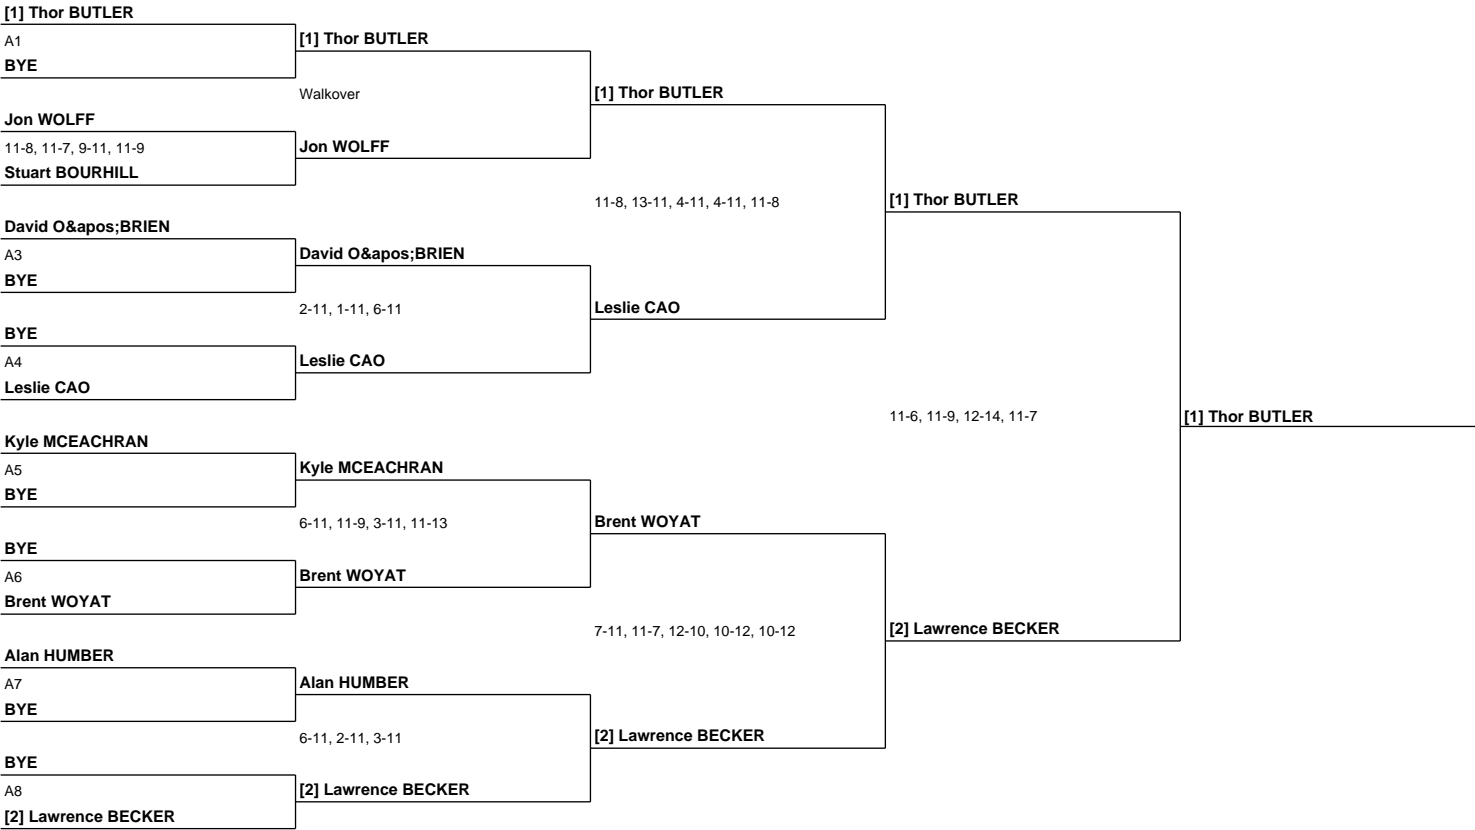 [1] Thor BUTLER
A1
BYE
Jon WOLFF
11-8, 11-7, 9-11, 11-9
Stuart BOURHILL
David O&apos;BRIEN
A3
BYE
BYE
A4
Leslie CAO
Kyle MCEACHRAN
A5
BYE
BYE
A6
Brent WOYAT
Alan HUMBER
A7
BYE
BYE
A8
[2] Lawrence BECKER
[1] Thor BUTLER
Walkover
Jon WOLFF
David O&apos;BRIEN
2-11, 1-11, 6-11
Leslie CAO
Kyle MCEACHRAN
6-11, 11-9, 3-11, 11-13
Brent WOYAT
Alan HUMBER
6-11, 2-11, 3-11
[2] Lawrence BECKER
[1] Thor BUTLER
11-8, 13-11, 4-11, 4-11, 11-8
Leslie CAO
Brent WOYAT
7-11, 11-7, 12-10, 10-12, 10-12
[2] Lawrence BECKER
[1] Thor BUTLER
11-6, 11-9, 12-14, 11-7
[2] Lawrence BECKER
[1] Thor BUTLER